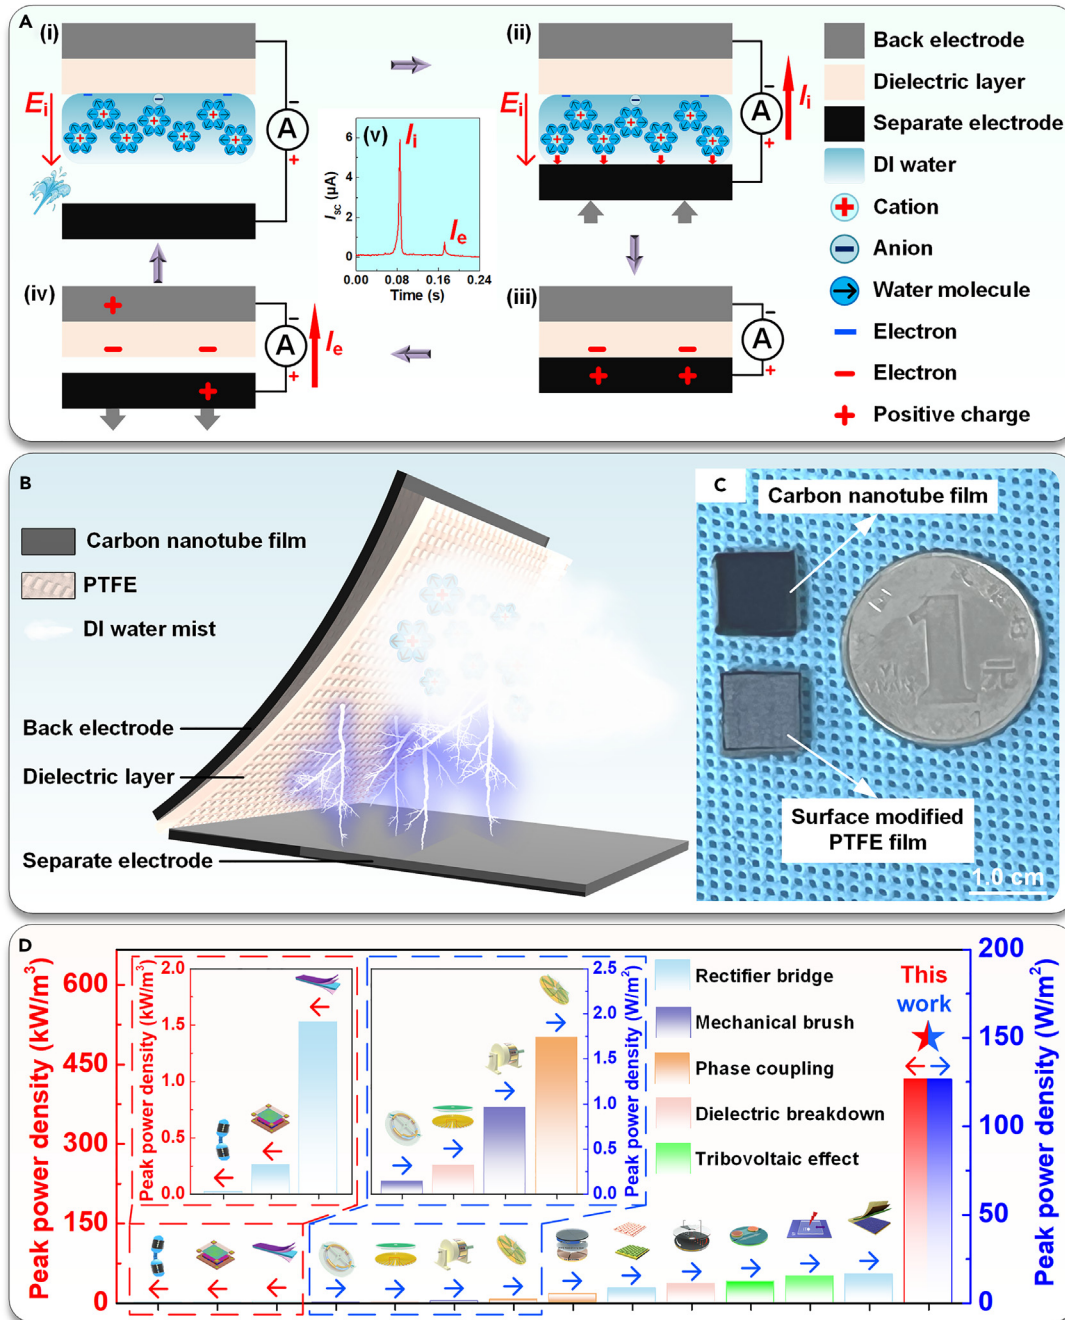 A
(i)
(ii)
Back electrode
Dielectric layer
Separate electrode
DI water
Cation
Anion
Water molecule
Electron
Electron
Positive charge
Ei
A
Ei
A
Ii
(v)
Ii
Ie
6
4
2
0
Isc (μA)
0.00 0.08 0.16 0.24
Time (s)
(iv)
A
Ie
(iii)
A
B
Carbon nanotube film
PTFE
DI water mist
Back electrode
Dielectric layer
Separate electrode
C
Carbon nanotube film
1
元
YI
YUAN
Surface modified
PTFE film
1.0 cm
D
Peak power density (kW/m³)
600
450
300
150
0
Peak power density (kW/m³)
2.0
1.5
1.0
0.5
0.0
Peak power density (W/m²)
2.5
2.0
1.5
1.0
0.5
0.0
Rectifier bridge
Mechanical brush
Phase coupling
Dielectric breakdown
Tribovoltaic effect
This
work
Peak power density (W/m²)
200
150
100
50
0